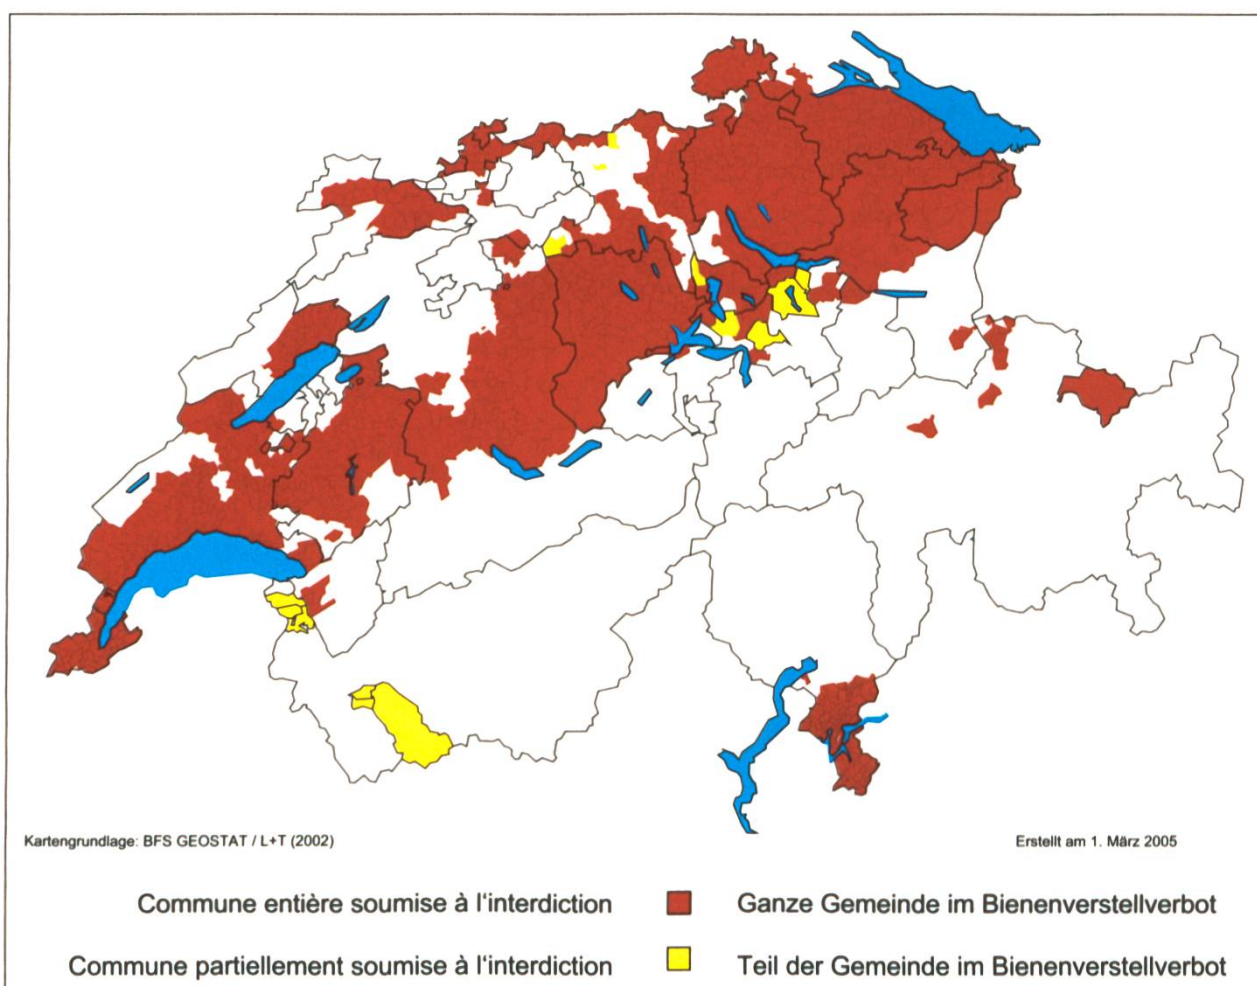 Kartengrundlage: BFS GEOSTAT / L+T (2002)
Erstellt am 1. März 2005
Commune entière soumise à l'interdiction
Ganze Gemeinde im Bienenverstellverbot
Commune partiellement soumise à l'interdiction
Teil der Gemeinde im Bienenverstellverbot